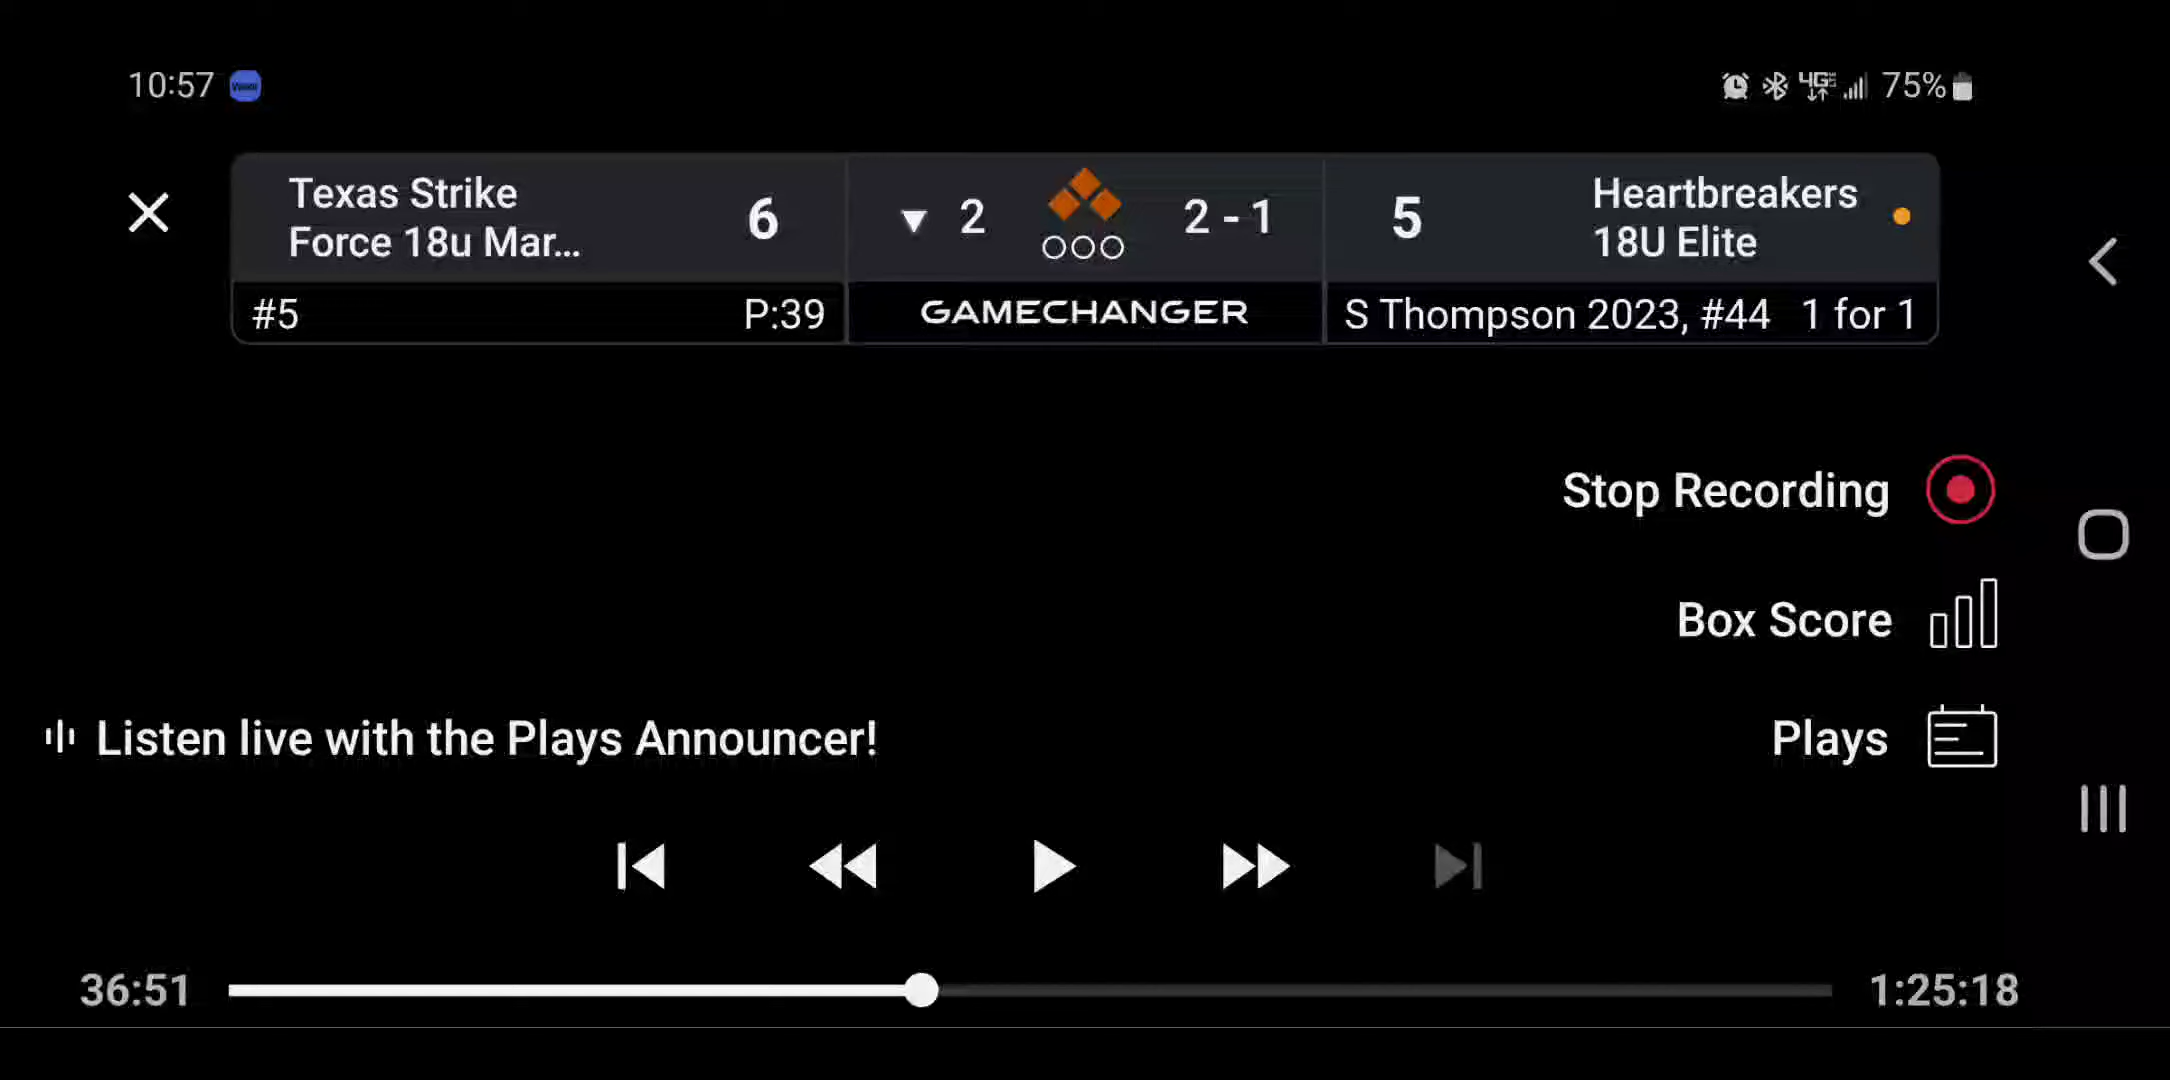 10:57
75%
Texas Strike
Force 18u Mar...
6
2
2 - 1
5
Heartbreakers
18U Elite
#5
P:39
GAMECHANGER
S Thompson 2023, #44 1 for 1
Stop Recording
Box Score
Listen live with the Plays Announcer!
Plays
36:51
1:25:18